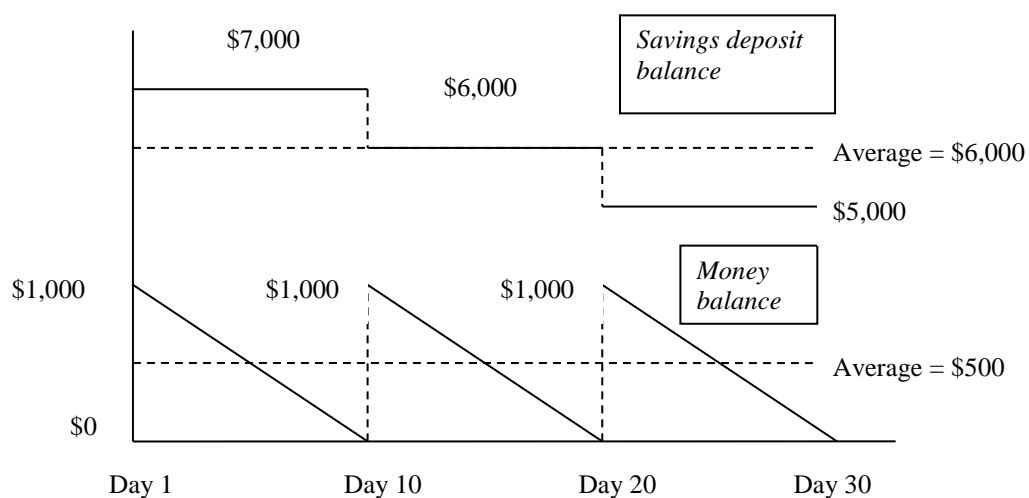 $7,000
Savings deposit
balance
$6,000
Average = $6,000
$5,000
Money
balance
$1,000
$1,000
$1,000
Average = $500
$0
Day 1
Day 10
Day 20
Day 30